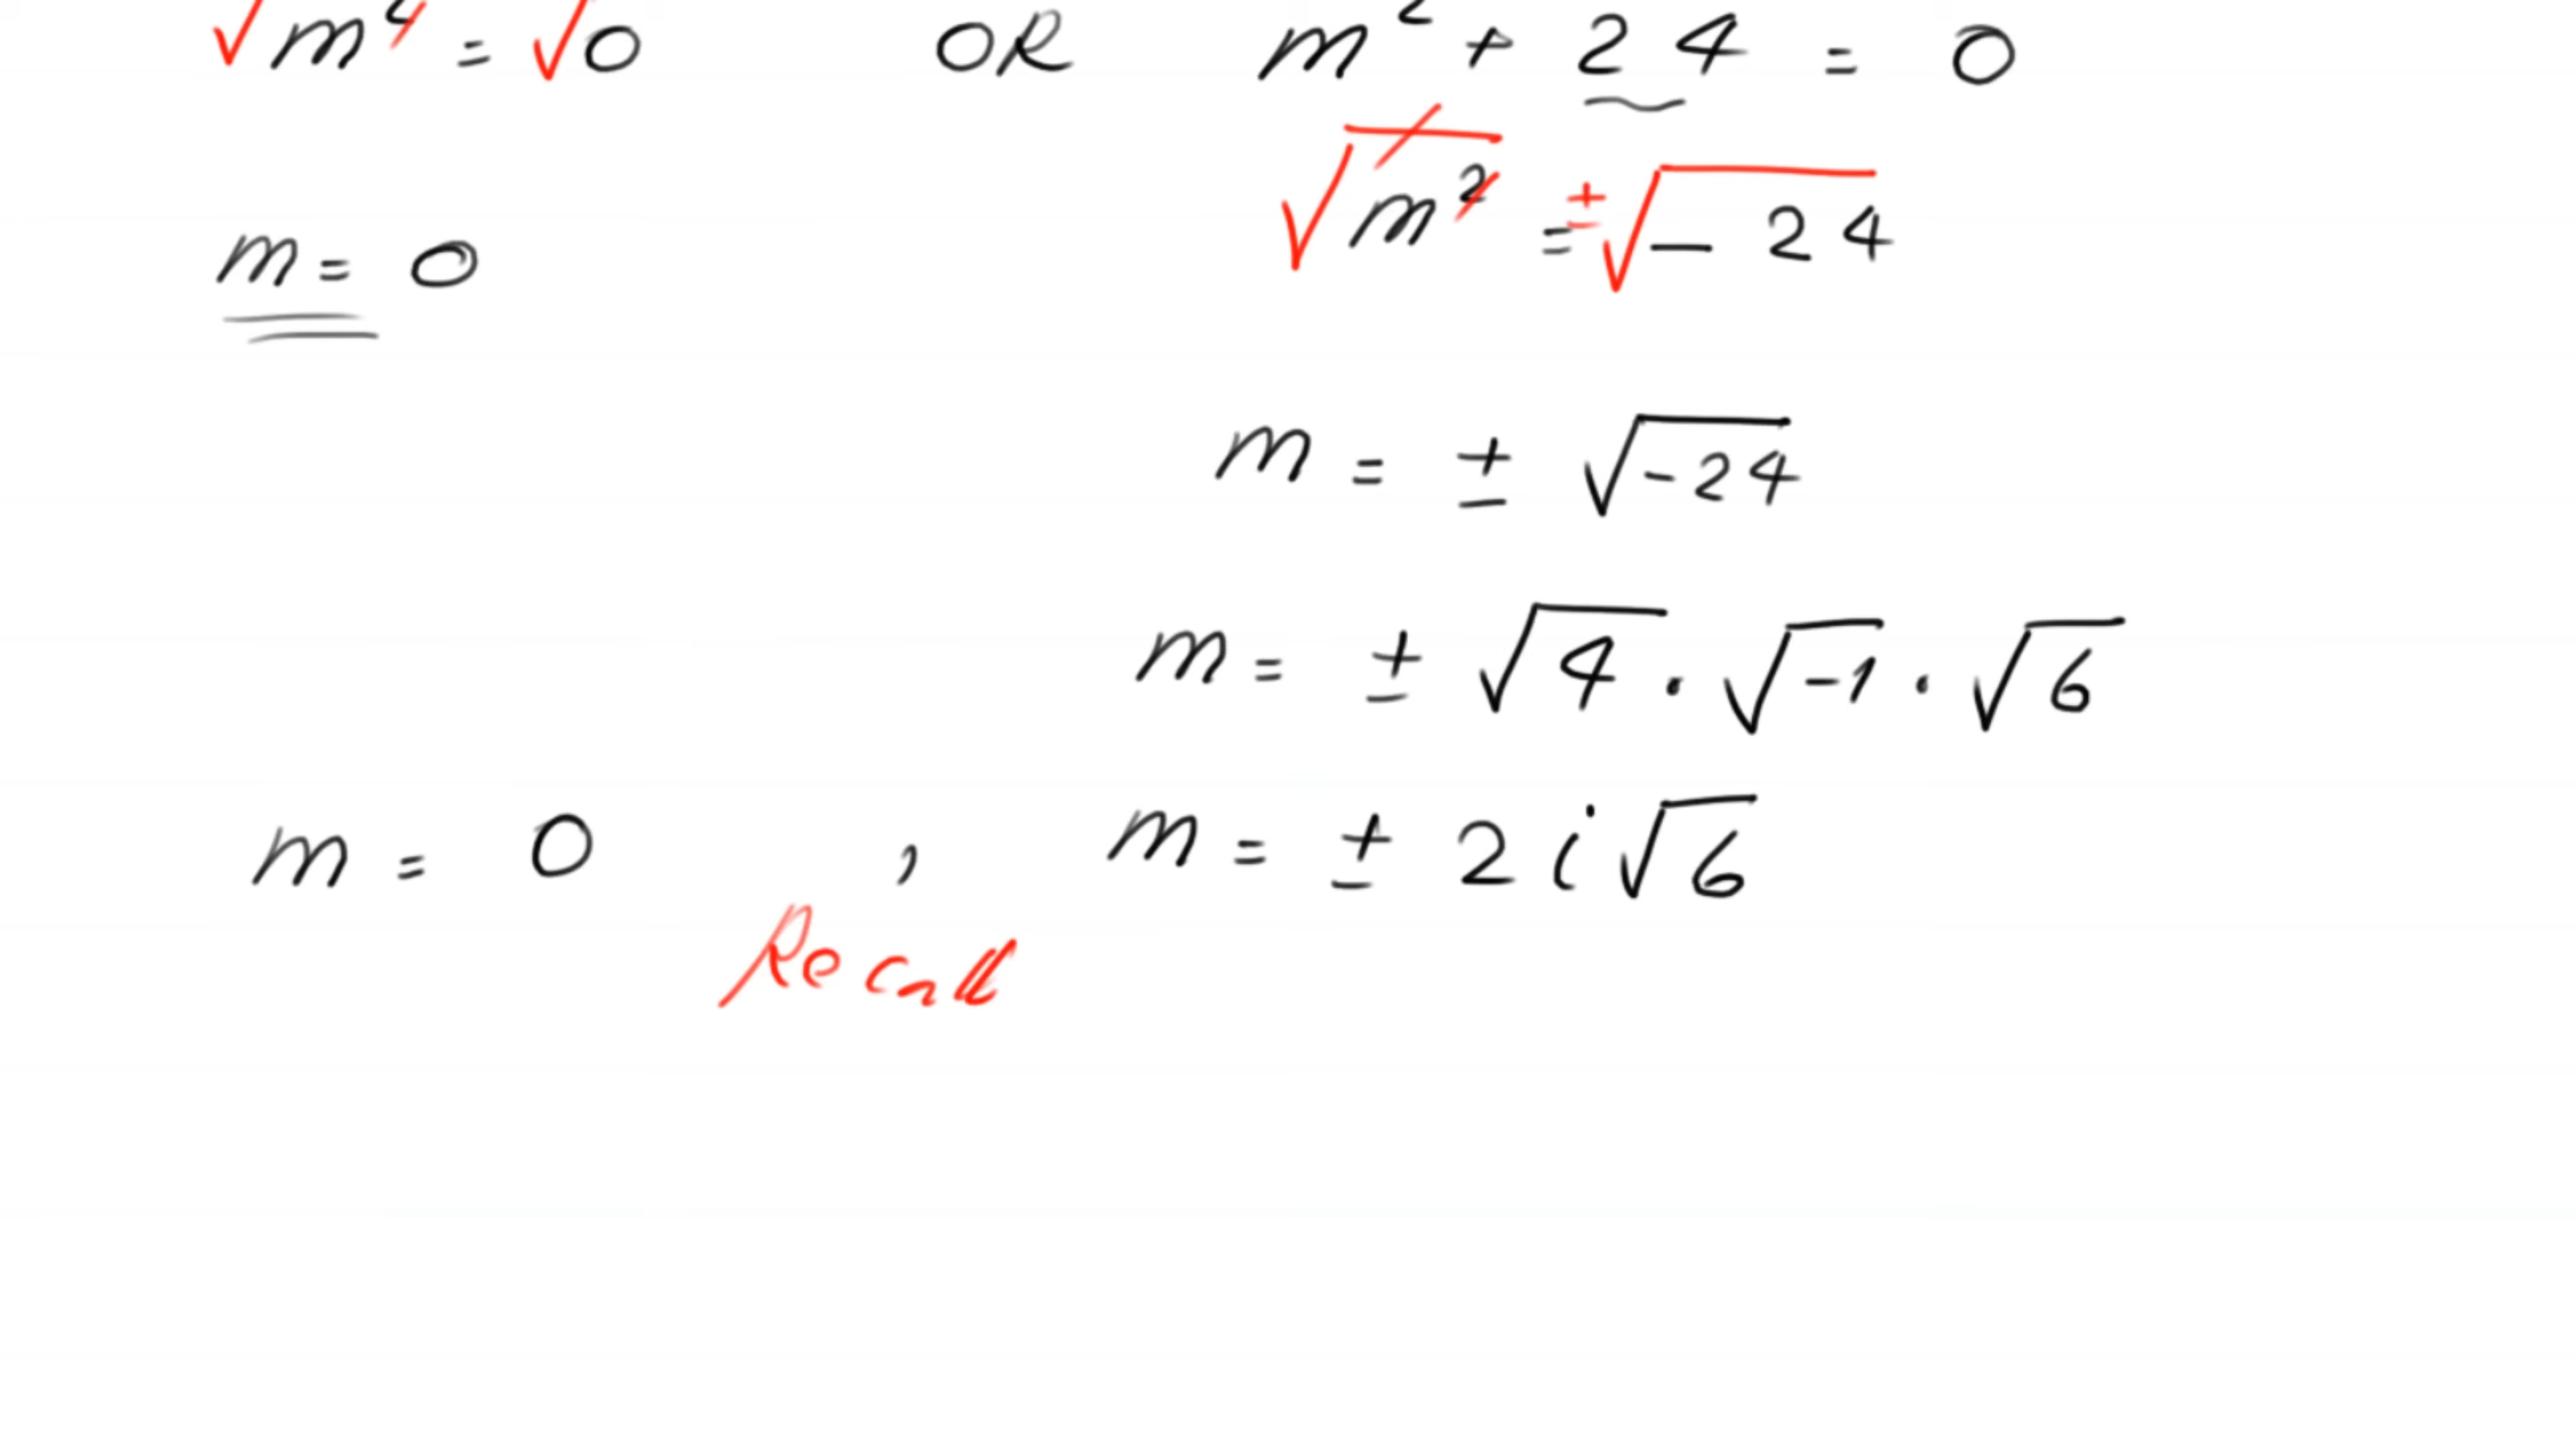 √m⁴ = √0 OR m² + 24 = 0
√m² = ±√-24
m = 0
m = ± √-24
m = ± √4 · √-1 · √6
m = 0 , m = ± 2i√6
Recall